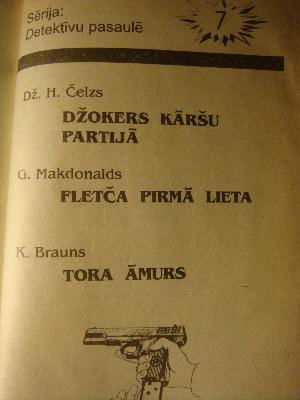 Sērija:
Detektīvu pasaulē
7
Dž. H. Čeizs
DŽOKERS KĀRŠU
PARTIJĀ
G. Makdonalds
FLETČA PIRMĀ LIETA
K. Brauns
TORA ĀMURS